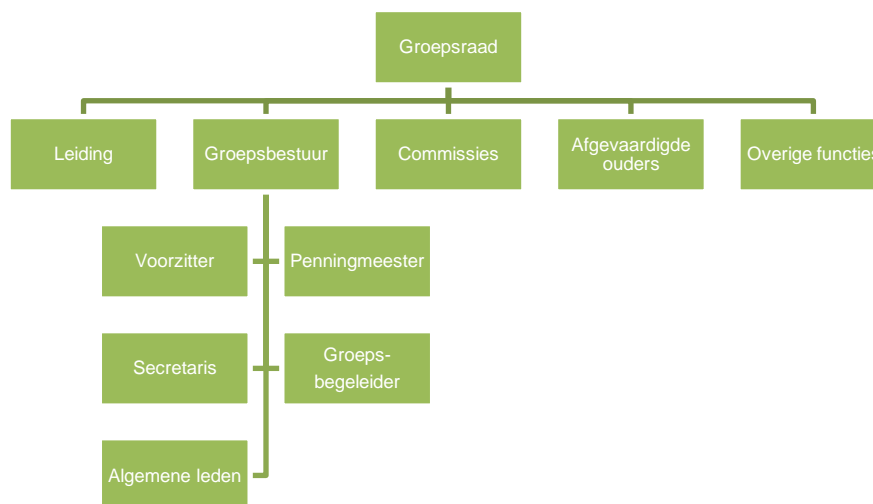 Groepsraad
Leiding
Groepsbestuur
Commissies
Afgevaardigde
ouders
Overige functies
Voorzitter
Penningmeester
Secretaris
Groeps-
begeleider
Algemene leden